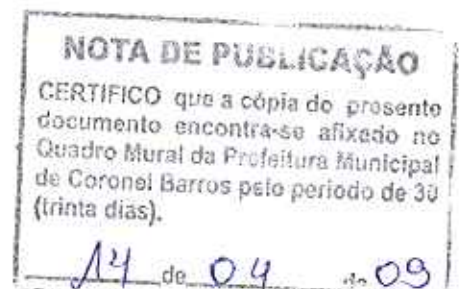 NOTA DE PUBLICAÇÃO
CERTIFICO que a cópia do presente
documento encontra-se afixado no
Quadro Mural da Prefeitura Municipal
de Coronel Barros pelo período de 30
(trinta dias).
14 de 04 de 09